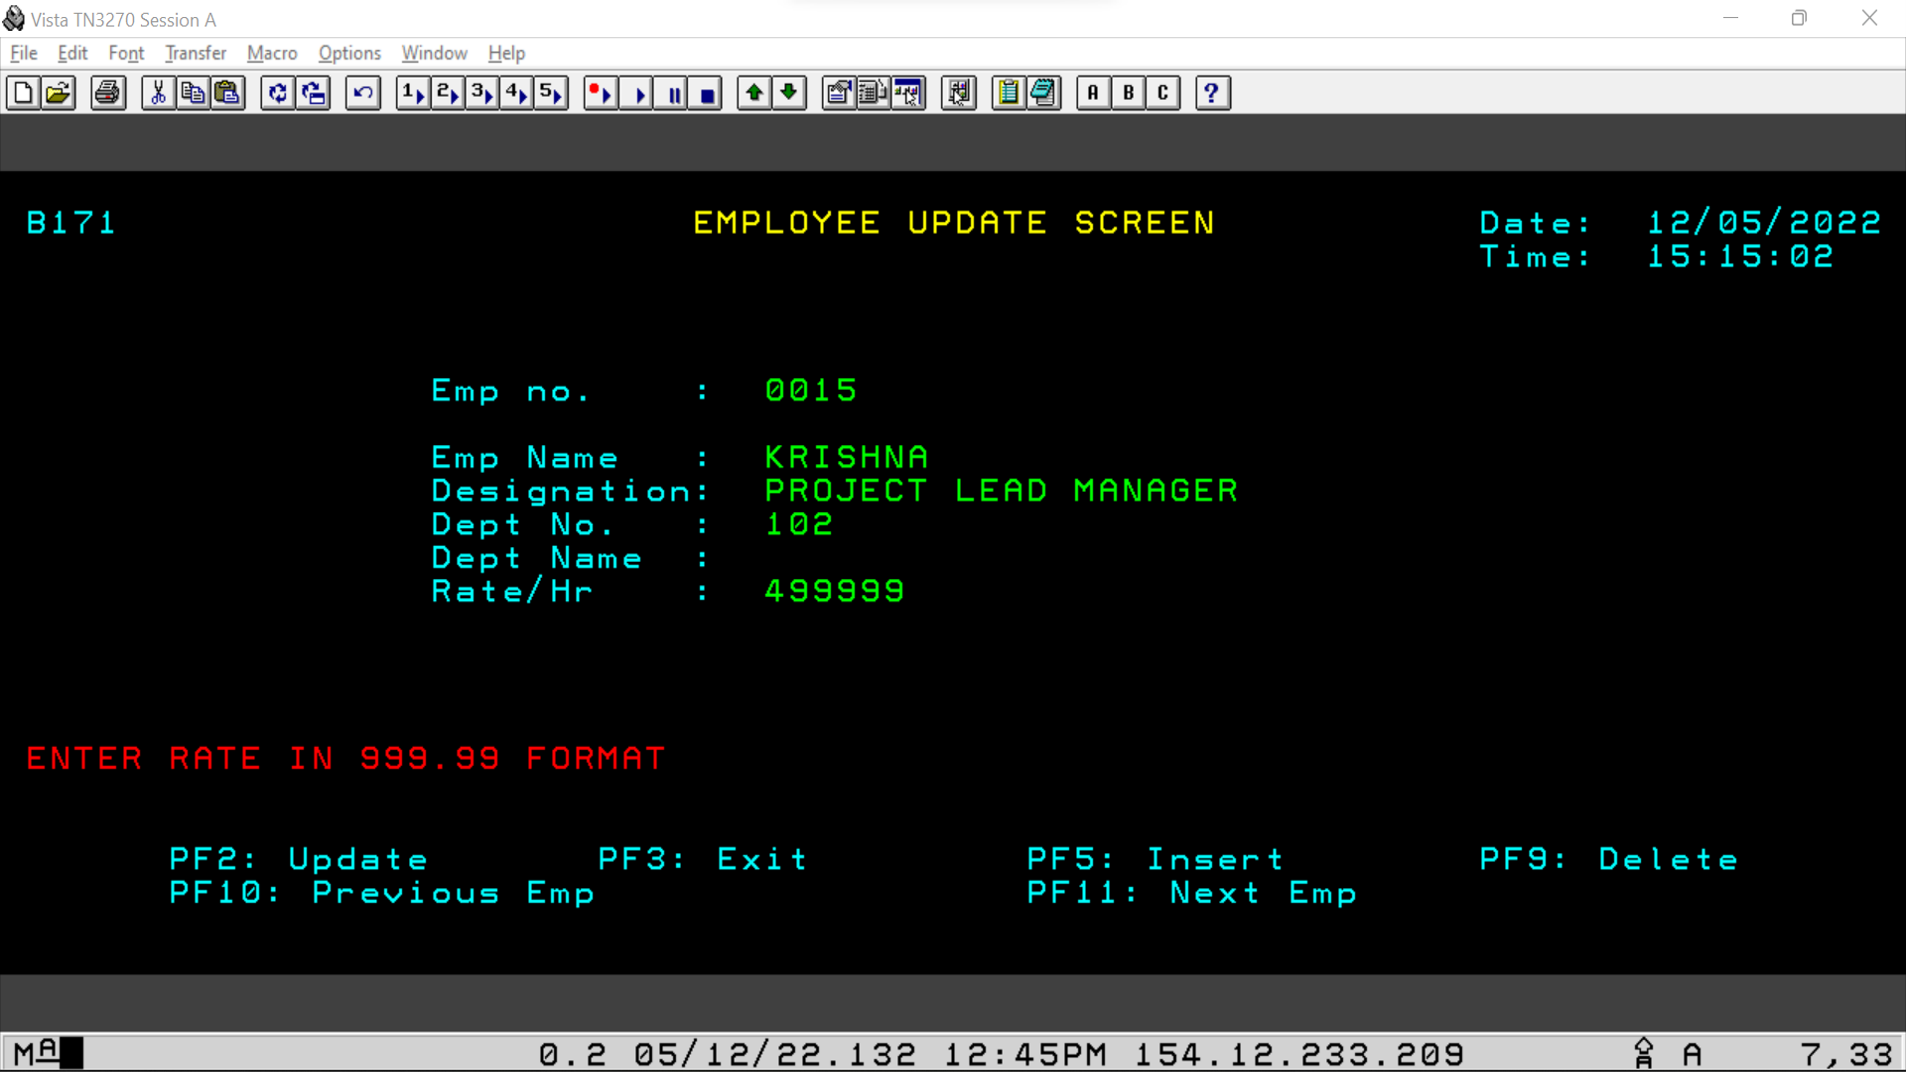 Vista TN3270 Session A
File Edit Font Transfer Macro Options Window Help
1 2 3 4 5 A B C ?
B171 EMPLOYEE UPDATE SCREEN Date: 12/05/2022
Time: 15:15:02
Emp no. : 0015
Emp Name : KRISHNA
Designation: PROJECT LEAD MANAGER
Dept No. : 102
Dept Name :
Rate/Hr : 499999
ENTER RATE IN 999.99 FORMAT
PF2: Update PF3: Exit PF5: Insert PF9: Delete
PF10: Previous Emp PF11: Next Emp
MA 0.2 05/12/22.132 12:45PM 154.12.233.209 A A 7,33